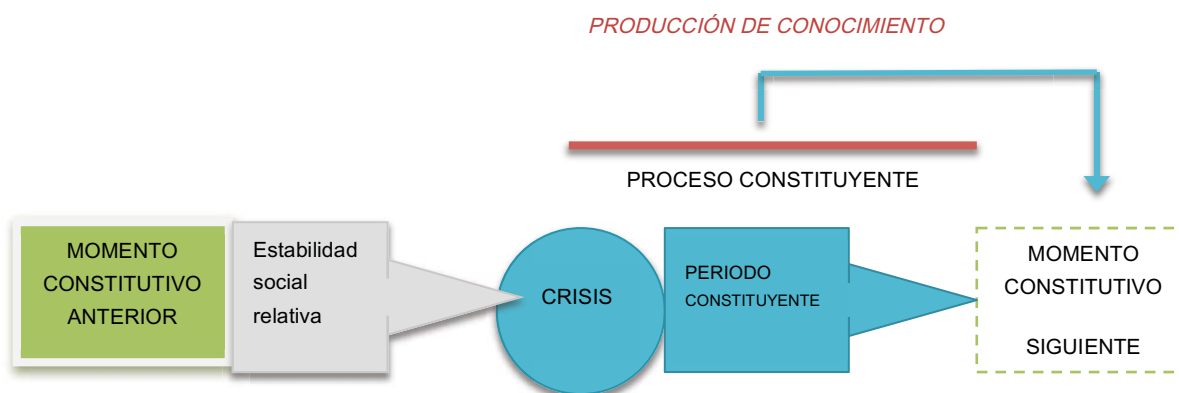 PRODUCCIÓN DE CONOCIMIENTO
PROCESO CONSTITUYENTE
MOMENTO
CONSTITUTIVO
ANTERIOR
Estabilidad
social
relativa
CRISIS
PERIODO
CONSTITUYENTE
MOMENTO
CONSTITUTIVO
SIGUIENTE